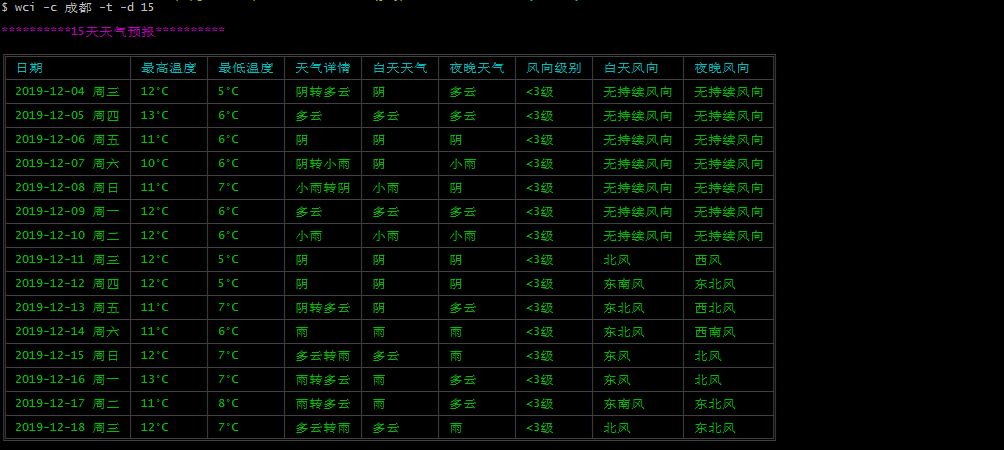 $ wci -c 成都 -t -d 15
**********15天天气预报**********
日期 最高温度 最低温度 天气详情 白天天气 夜晚天气 风向级别 白天风向 夜晚风向
2019-12-04 周三 12°C 5°C 阴转多云 阴 多云 <3级 无持续风向 无持续风向
2019-12-05 周四 13°C 6°C 多云 多云 多云 <3级 无持续风向 无持续风向
2019-12-06 周五 11°C 6°C 阴 阴 阴 <3级 无持续风向 无持续风向
2019-12-07 周六 10°C 6°C 阴转小雨 阴 小雨 <3级 无持续风向 无持续风向
2019-12-08 周日 11°C 7°C 小雨转阴 小雨 阴 <3级 无持续风向 无持续风向
2019-12-09 周一 12°C 6°C 多云 多云 多云 <3级 无持续风向 无持续风向
2019-12-10 周二 12°C 6°C 小雨 小雨 小雨 <3级 无持续风向 无持续风向
2019-12-11 周三 12°C 5°C 阴 阴 阴 <3级 北风 西风
2019-12-12 周四 12°C 5°C 阴 阴 阴 <3级 东南风 东北风
2019-12-13 周五 11°C 7°C 阴转多云 阴 多云 <3级 东北风 西北风
2019-12-14 周六 11°C 6°C 雨 雨 雨 <3级 东北风 西南风
2019-12-15 周日 12°C 7°C 多云转雨 多云 雨 <3级 东风 北风
2019-12-16 周一 13°C 7°C 雨转多云 雨 多云 <3级 东风 北风
2019-12-17 周二 11°C 8°C 雨转多云 雨 多云 <3级 东南风 东北风
2019-12-18 周三 12°C 7°C 多云转雨 多云 雨 <3级 北风 东北风